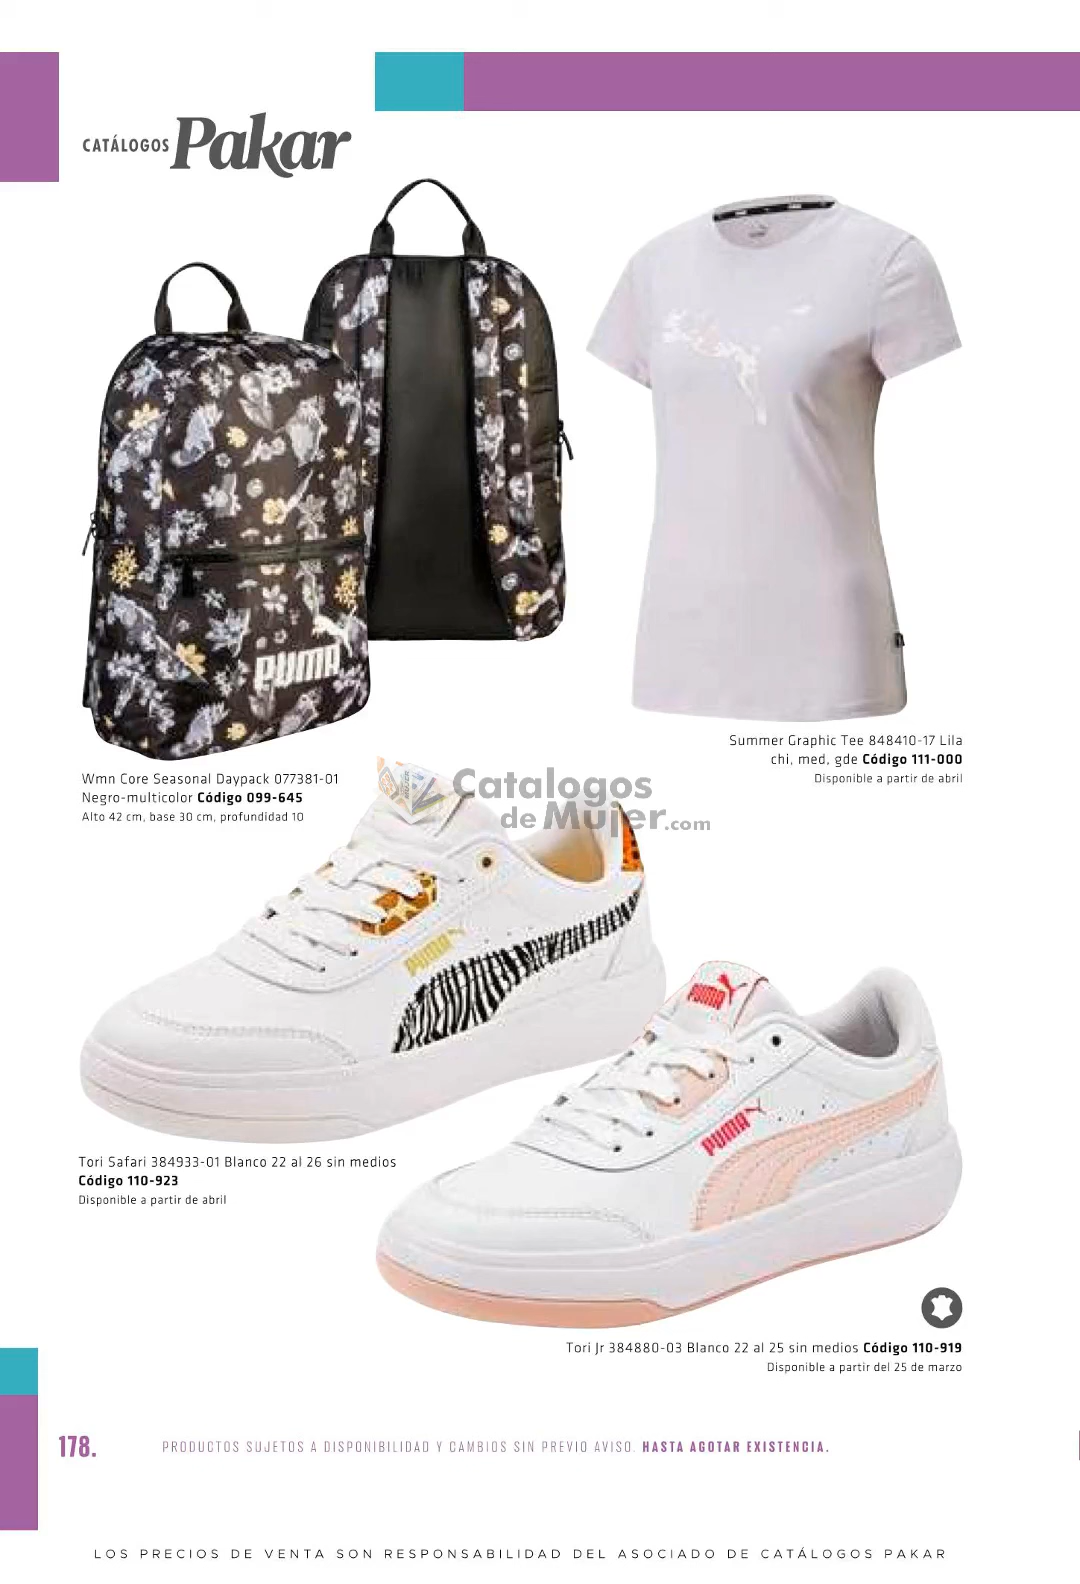 CATÁLOGOS Pakar
PUMA
Summer Graphic Tee 848410-17 Lila
chi, med, gde Código 111-000
Disponible a partir de abril
Wmn Core Seasonal Daypack 077381-01
Negro-multicolor Código 099-645
Alto 42 cm, base 30 cm, profundidad 10
Catalogos
de Mujer.com
PUMA
PUMA
PUMA
Tori Safari 384933-01 Blanco 22 al 26 sin medios
Código 110-923
Disponible a partir de abril
Tori Jr 384880-03 Blanco 22 al 25 sin medios Código 110-919
Disponible a partir del 25 de marzo
178.
PRODUCTOS SUJETOS A DISPONIBILIDAD Y CAMBIOS SIN PREVIO AVISO. HASTA AGOTAR EXISTENCIA.
LOS PRECIOS DE VENTA SON RESPONSABILIDAD DEL ASOCIADO DE CATÁLOGOS PAKAR